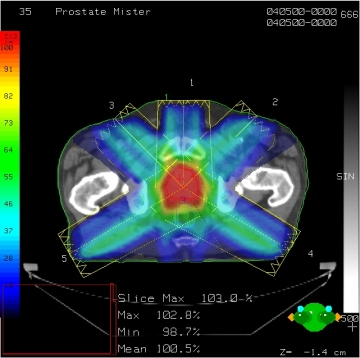 35 Prostate Mister 040500-0000 666
040500-0000
1
3 2
1
100
91
82
73
64
55
46
37
28
SIN
5 4
Slice Max 103.0 %
Max 102.8%
Min 98.7%
Mean 100.5%
500
Z= -1.4 cm